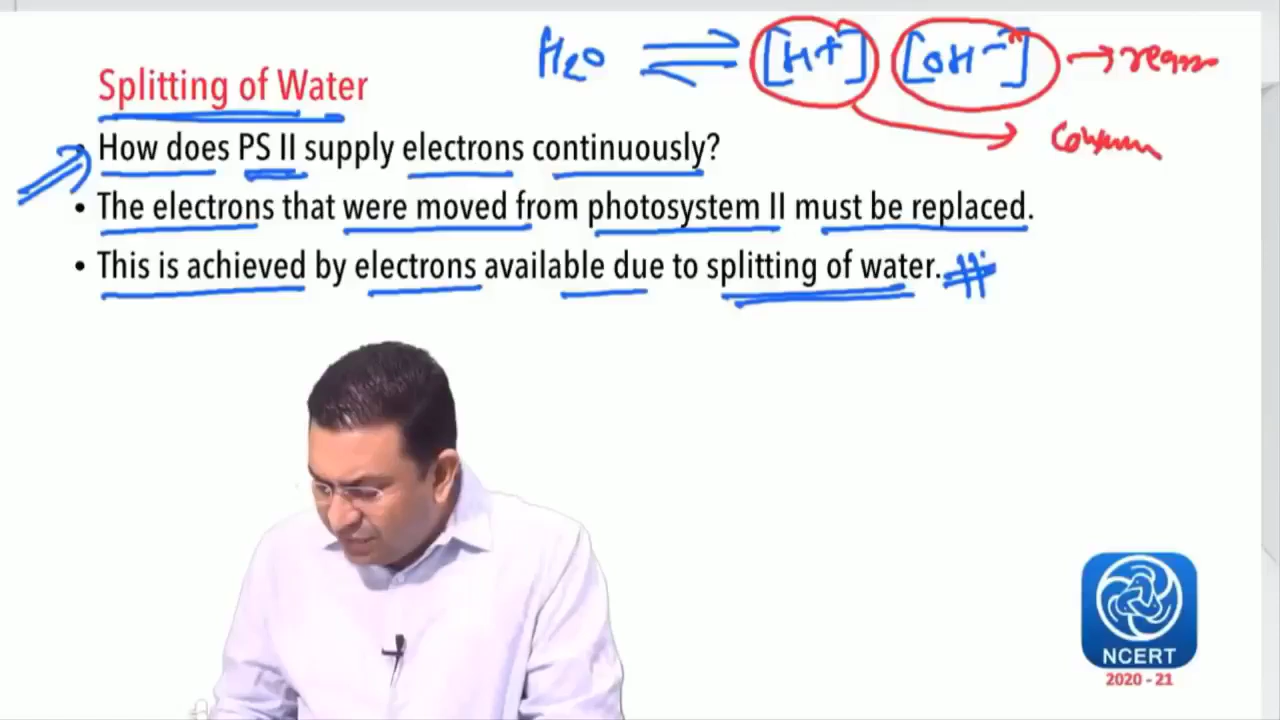 H2O ⇌ [H+] [OH-] →
Splitting of Water
• How does PS II supply electrons continuously?
• The electrons that were moved from photosystem II must be replaced.
• This is achieved by electrons available due to splitting of water. #
NCERT
2020 - 21